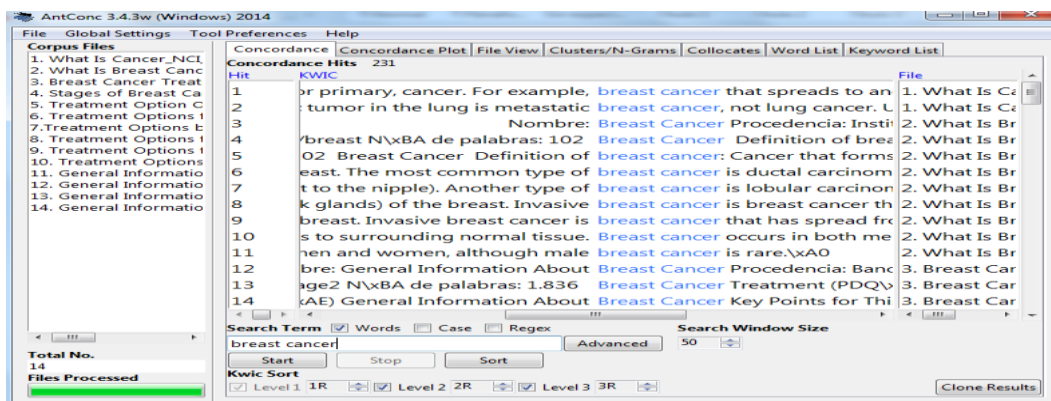 AntConc 3.4.3w (Windows) 2014
File Global Settings Tool Preferences Help
Corpus Files
1. What Is Cancer_NCI
2. What Is Breast Canc
3. Breast Cancer Treat
4. Stages of Breast Ca
5. Treatment Option C
6. Treatment Options f
7.Treatment Options b
8. Treatment Options f
9. Treatment Options f
10. Treatment Options
11. General Informatio
12. General Informatio
13. General Informatio
14. General Informatio
Total No.
14
Files Processed
Concordance Concordance Plot File View Clusters/N-Grams Collocates Word List Keyword List
Concordance Hits 231
Hit KWIC File
1 or primary, cancer. For example, breast cancer that spreads to an 1. What Is Ca
2 tumor in the lung is metastatic breast cancer, not lung cancer. U 1. What Is Ca
3 Nombre: Breast Cancer Procedencia: Instit 2. What Is Br
4 /breast N\xBA de palabras: 102 Breast Cancer Definition of brea 2. What Is Br
5 02 Breast Cancer Definition of breast cancer: Cancer that forms 2. What Is Br
6 east. The most common type of breast cancer is ductal carcinom 2. What Is Br
7 t to the nipple). Another type of breast cancer is lobular carcinon 2. What Is Br
8 k glands) of the breast. Invasive breast cancer is breast cancer th 2. What Is Br
9 breast. Invasive breast cancer is breast cancer that has spread fro 2. What Is Br
10 s to surrounding normal tissue. Breast cancer occurs in both me 2. What Is Br
11 nen and women, although male breast cancer is rare.\xA0 2. What Is Br
12 bre: General Information About Breast Cancer Procedencia: Banc 3. Breast Can
13 age2 N\xBA de palabras: 1.836 Breast Cancer Treatment (PDQ\x 3. Breast Can
14 \xAE) General Information About Breast Cancer Key Points for Thi 3. Breast Can
Search Term Words Case Regex Search Window Size
breast cancer Advanced 50
Start Stop Sort
Kwic Sort
Level 1 1R Level 2 2R Level 3 3R Clone Results